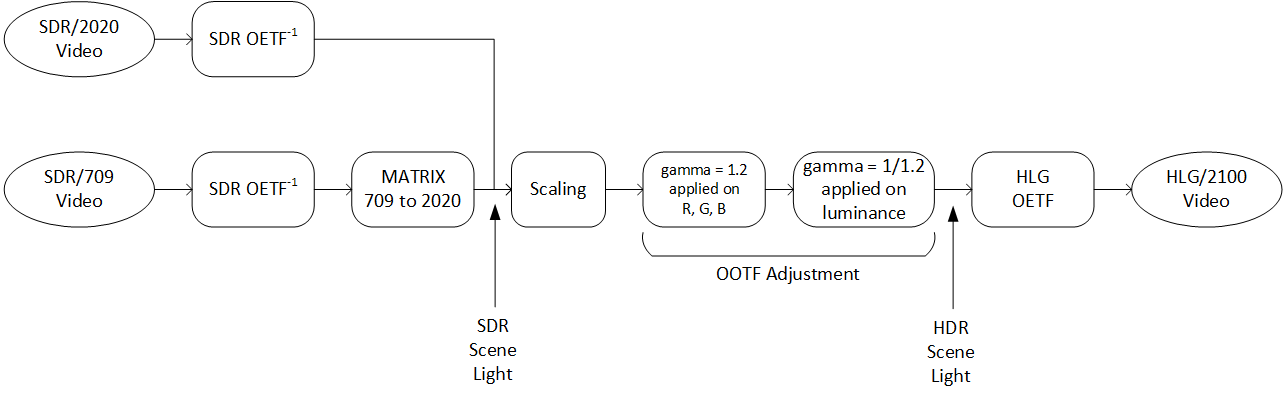 SDR/2020
Video
SDR OETF⁻¹
SDR/709
Video
SDR OETF⁻¹
MATRIX
709 to 2020
Scaling
gamma = 1.2
applied on
R, G, B
gamma = 1/1.2
applied on
luminance
HLG
OETF
HLG/2100
Video
OOTF Adjustment
SDR
Scene
Light
HDR
Scene
Light